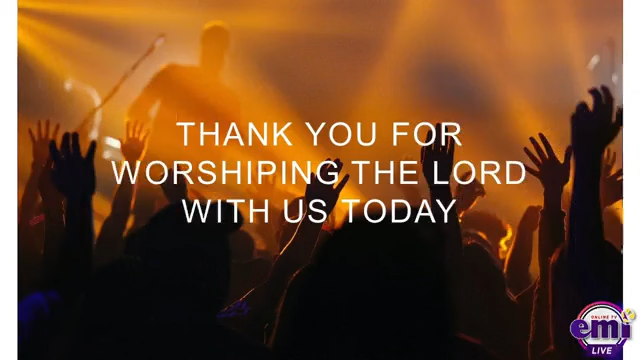 THANK YOU FOR
WORSHIPING THE LORD
WITH US TODAY
ONLINE TV
emi
LIVE